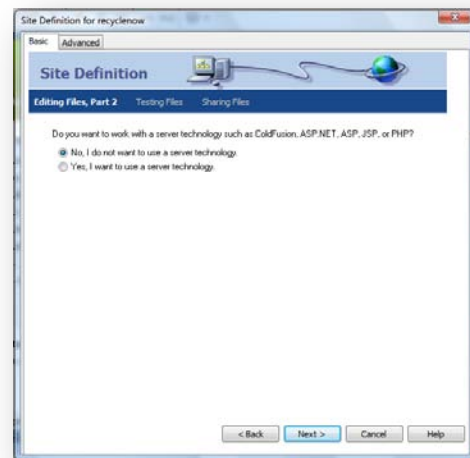 Site Definition for recyclenow
Basic
Advanced
Site Definition
Editing Files, Part 2
Testing Files
Sharing Files
Do you want to work with a server technology such as ColdFusion, ASP.NET, ASP, JSP, or PHP?
No, I do not want to use a server technology.
Yes, I want to use a server technology.
< Back
Next >
Cancel
Help